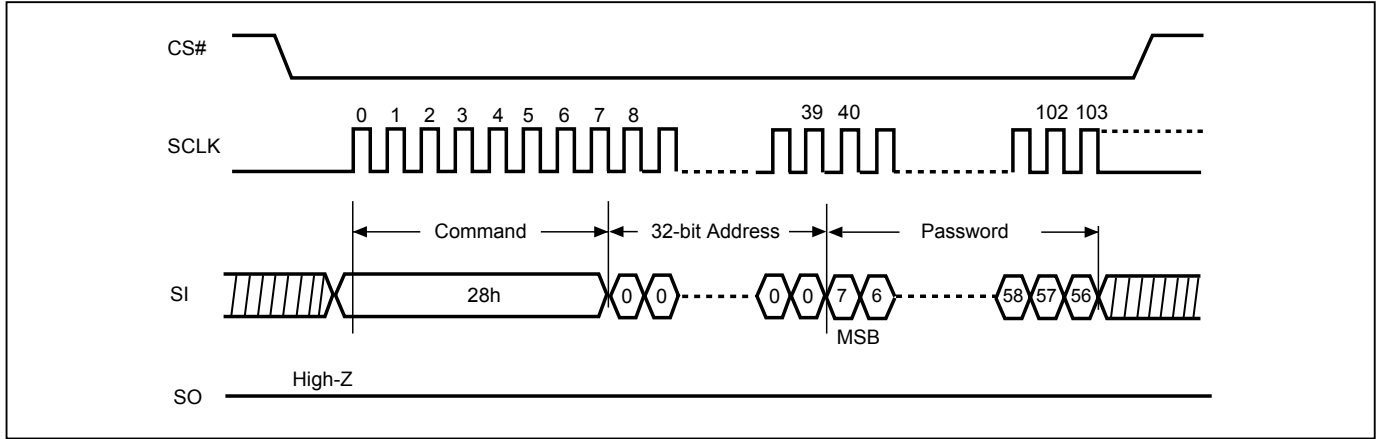 CS#
0 1 2 3 4 5 6 7 8 39 40 102 103
SCLK
Command 32-bit Address Password
SI 28h 0 0 0 0 7 6 58 57 56
MSB
High-Z
SO